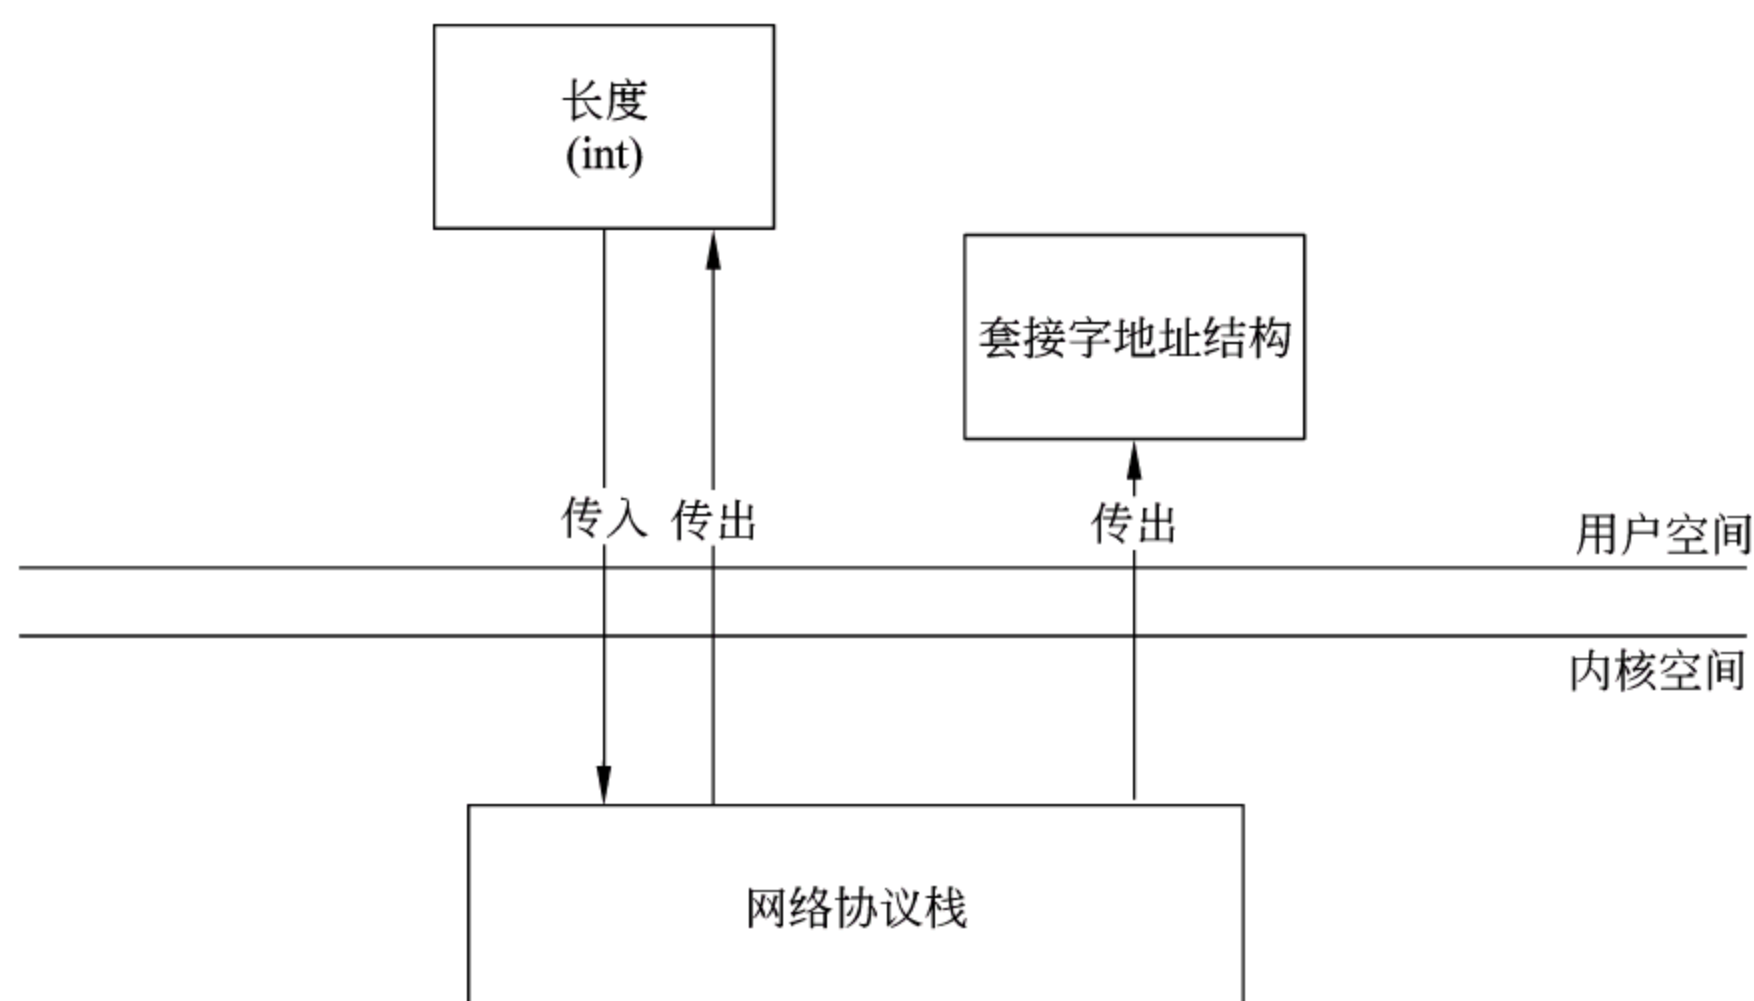 长度
(int)
套接字地址结构
传入
传出
传出
用户空间
内核空间
网络协议栈